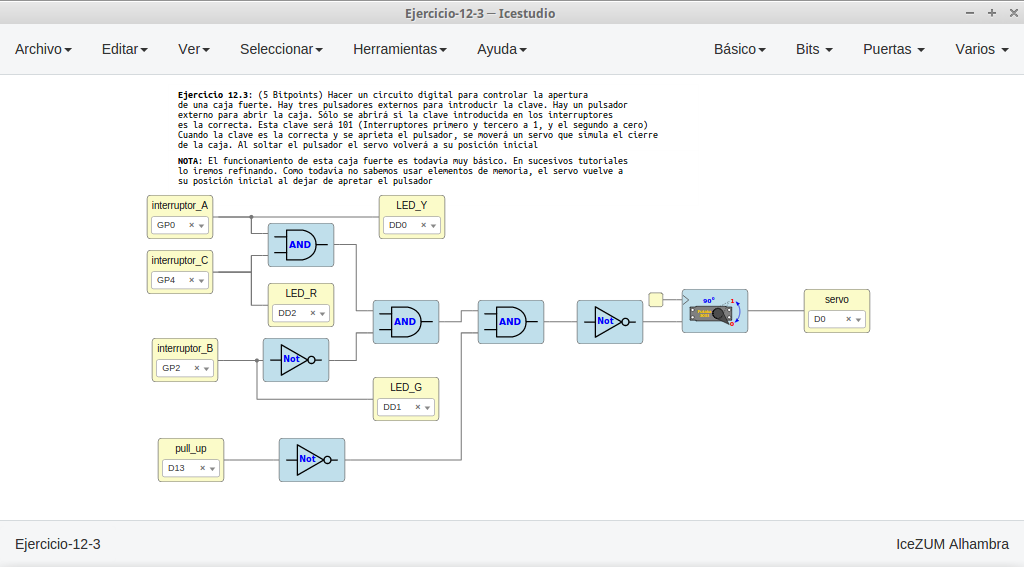 Ejercicio-12-3 — Icestudio
Archivo Editar Ver Seleccionar Herramientas Ayuda Básico Bits Puertas Varios
Ejercicio 12.3: (5 Bitpoints) Hacer un circuito digital para controlar la apertura
de una caja fuerte. Hay tres pulsadores externos para introducir la clave. Hay un pulsador
externo para abrir la caja. Sólo se abrirá si la clave introducida en los interruptores
es la correcta. Esta clave será 101 (Interruptores primero y tercero a 1, y el segundo a cero)
Cuando la clave es la correcta y se aprieta el pulsador, se moverá un servo que simula el cierre
de la caja. Al soltar el pulsador el servo volverá a su posición inicial
NOTA: El funcionamiento de esta caja fuerte es todavia muy básico. En sucesivos tutoriales
lo iremos refinando. Como todavia no sabemos usar elementos de memoria, el servo vuelve a
su posición inicial al dejar de apretar el pulsador
interruptor_A
GP0
LED_Y
DD0
AND
interruptor_C
GP4
LED_R
DD2
AND
AND
Not
90°
1
0
servo
D0
interruptor_B
GP2
Not
LED_G
DD1
pull_up
D13
Not
Ejercicio-12-3
IceZUM Alhambra